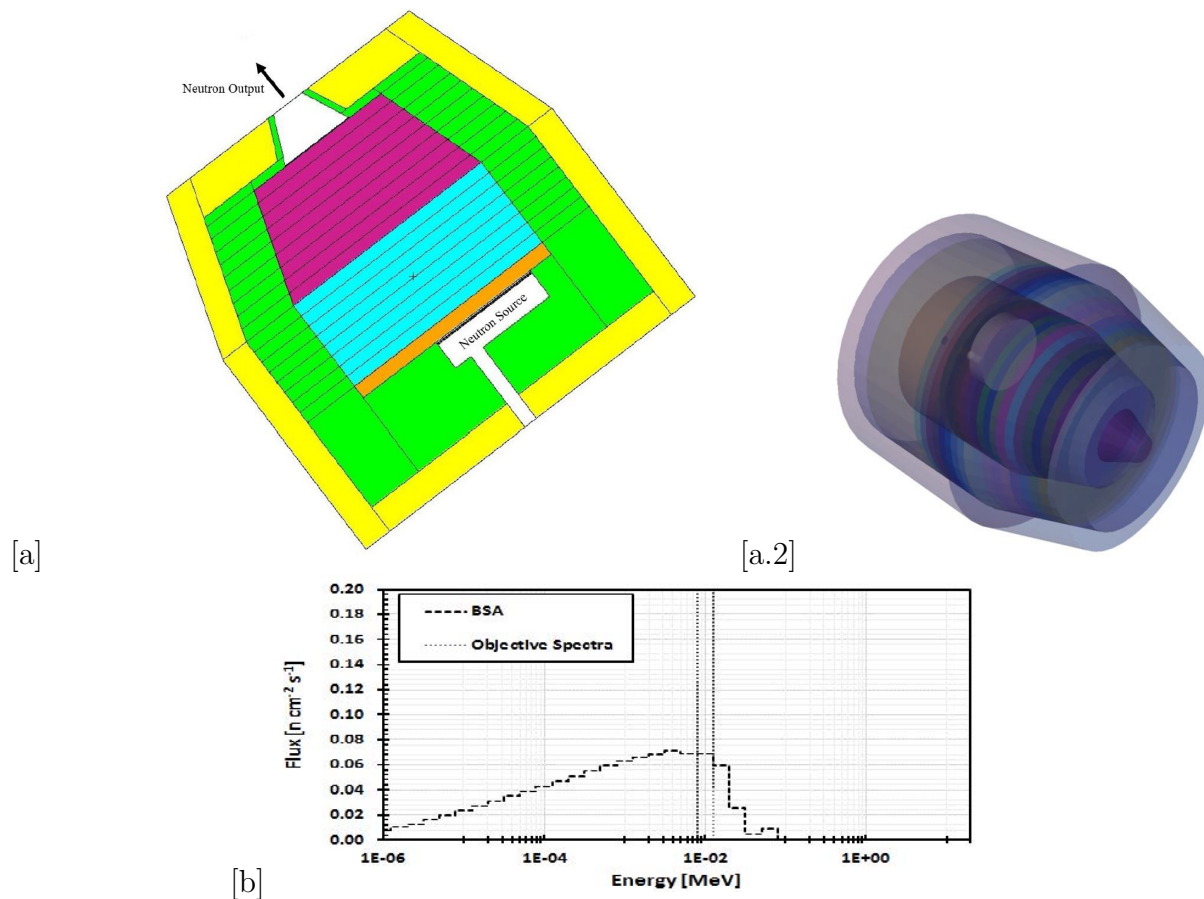 Neutron Output
Neutron Source
[a]
[a.2]
0.20
0.18
0.16
0.14
0.12
0.10
0.08
0.06
0.04
0.02
0.00
Flux [n cm⁻² s⁻¹]
BSA
Objective Spectra
1E-06
1E-04
1E-02
1E+00
Energy [MeV]
[b]